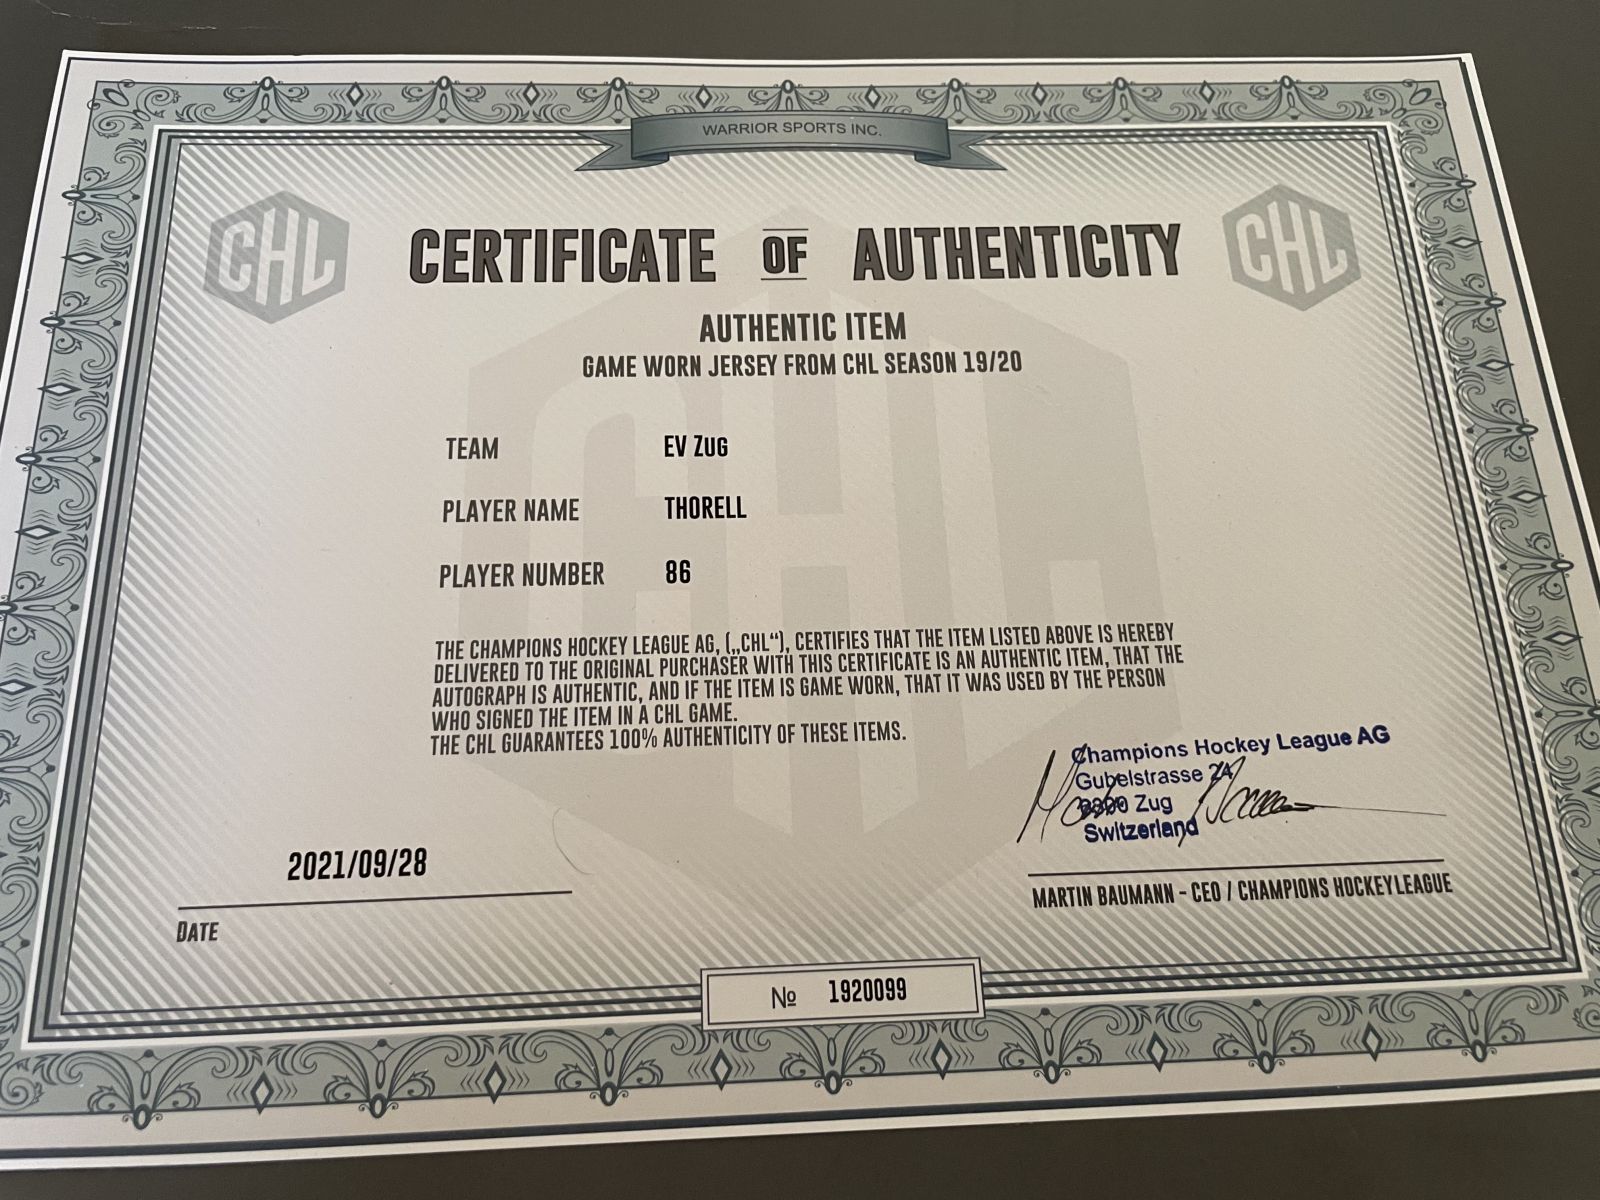 WARRIOR SPORTS INC.
CHL
CHL
CERTIFICATE OF AUTHENTICITY
AUTHENTIC ITEM
GAME WORN JERSEY FROM CHL SEASON 19/20
TEAM EV ZUG
PLAYER NAME THORELL
PLAYER NUMBER 86
THE CHAMPIONS HOCKEY LEAGUE AG, („CHL“), CERTIFIES THAT THE ITEM LISTED ABOVE IS HEREBY
DELIVERED TO THE ORIGINAL PURCHASER WITH THIS CERTIFICATE IS AN AUTHENTIC ITEM, THAT THE
AUTOGRAPH IS AUTHENTIC, AND IF THE ITEM IS GAME WORN, THAT IT WAS USED BY THE PERSON
WHO SIGNED THE ITEM IN A CHL GAME.
THE CHL GUARANTEES 100% AUTHENTICITY OF THESE ITEMS.
Champions Hockey League AG
Gubelstrasse
Zug
Switzerland
2021/09/28
DATE
MARTIN BAUMANN - CEO / CHAMPIONS HOCKEY LEAGUE
№ 1920099